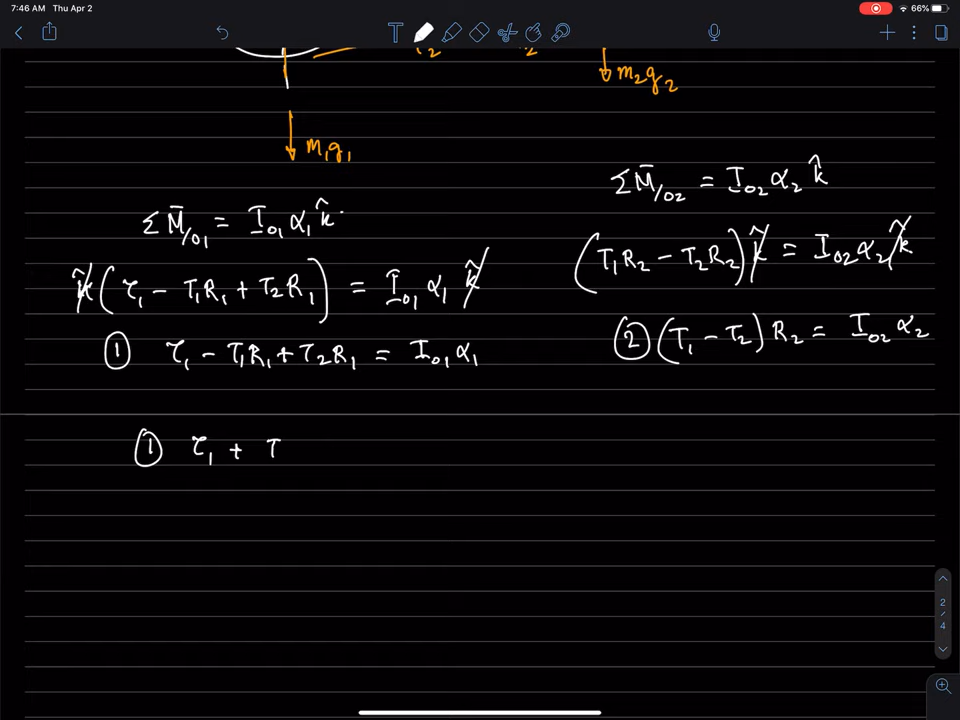 7:46 AM Thu Apr 2
66%
T
m₂g₂
m₁g₁
ΣM̄/O₁ = I_O₁ α₁ k̂
k̂(τ₁ − T₁R₁ + T₂R₁) = I_O₁ α₁ k̂
① τ₁ − T₁R₁ + T₂R₁ = I_O₁ α₁
ΣM̄/O₂ = I_O₂ α₂ k̂
(T₁R₂ − T₂R₂) k̂ = I_O₂ α₂ k̂
② (T₁ − T₂) R₂ = I_O₂ α₂
① τ₁ + T
2 / 4